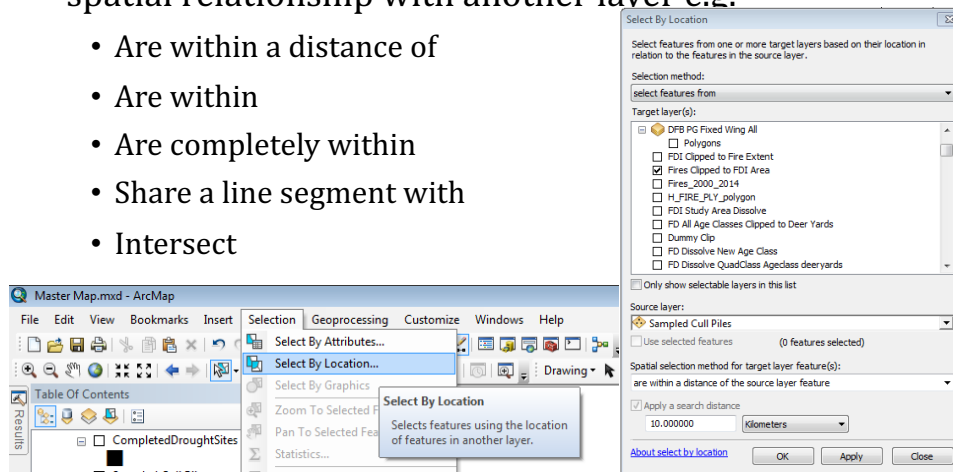 spatial relationship with another layer e.g.
• Are within a distance of
• Are within
• Are completely within
• Share a line segment with
• Intersect
Select By Location
Select features from one or more target layers based on their location in
relation to the features in the source layer.
Selection method:
select features from
Target layer(s):
DFB PG Fixed Wing All
Polygons
FDI Clipped to Fire Extent
Fires Clipped to FDI Area
Fires_2000_2014
H_FIRE_PLY_polygon
FDI Study Area Dissolve
FD All Age Classes Clipped to Deer Yards
Dummy Clip
FD Dissolve New Age Class
FD Dissolve QuadClass Ageclass deeryards
Only show selectable layers in this list
Source layer:
Sampled Cull Piles
Use selected features (0 features selected)
Spatial selection method for target layer feature(s):
are within a distance of the source layer feature
Apply a search distance
10.000000 Kilometers
About select by location OK Apply Close
Master Map.mxd - ArcMap
File Edit View Bookmarks Insert Selection Geoprocessing Customize Windows Help
Select By Attributes...
Select By Location...
Drawing
Select By Graphics
Table Of Contents
Zoom To Selected F
Pan To Selected Fea
Statistics...
Select By Location
Selects features using the location
of features in another layer.
Results
CompletedDroughtSites